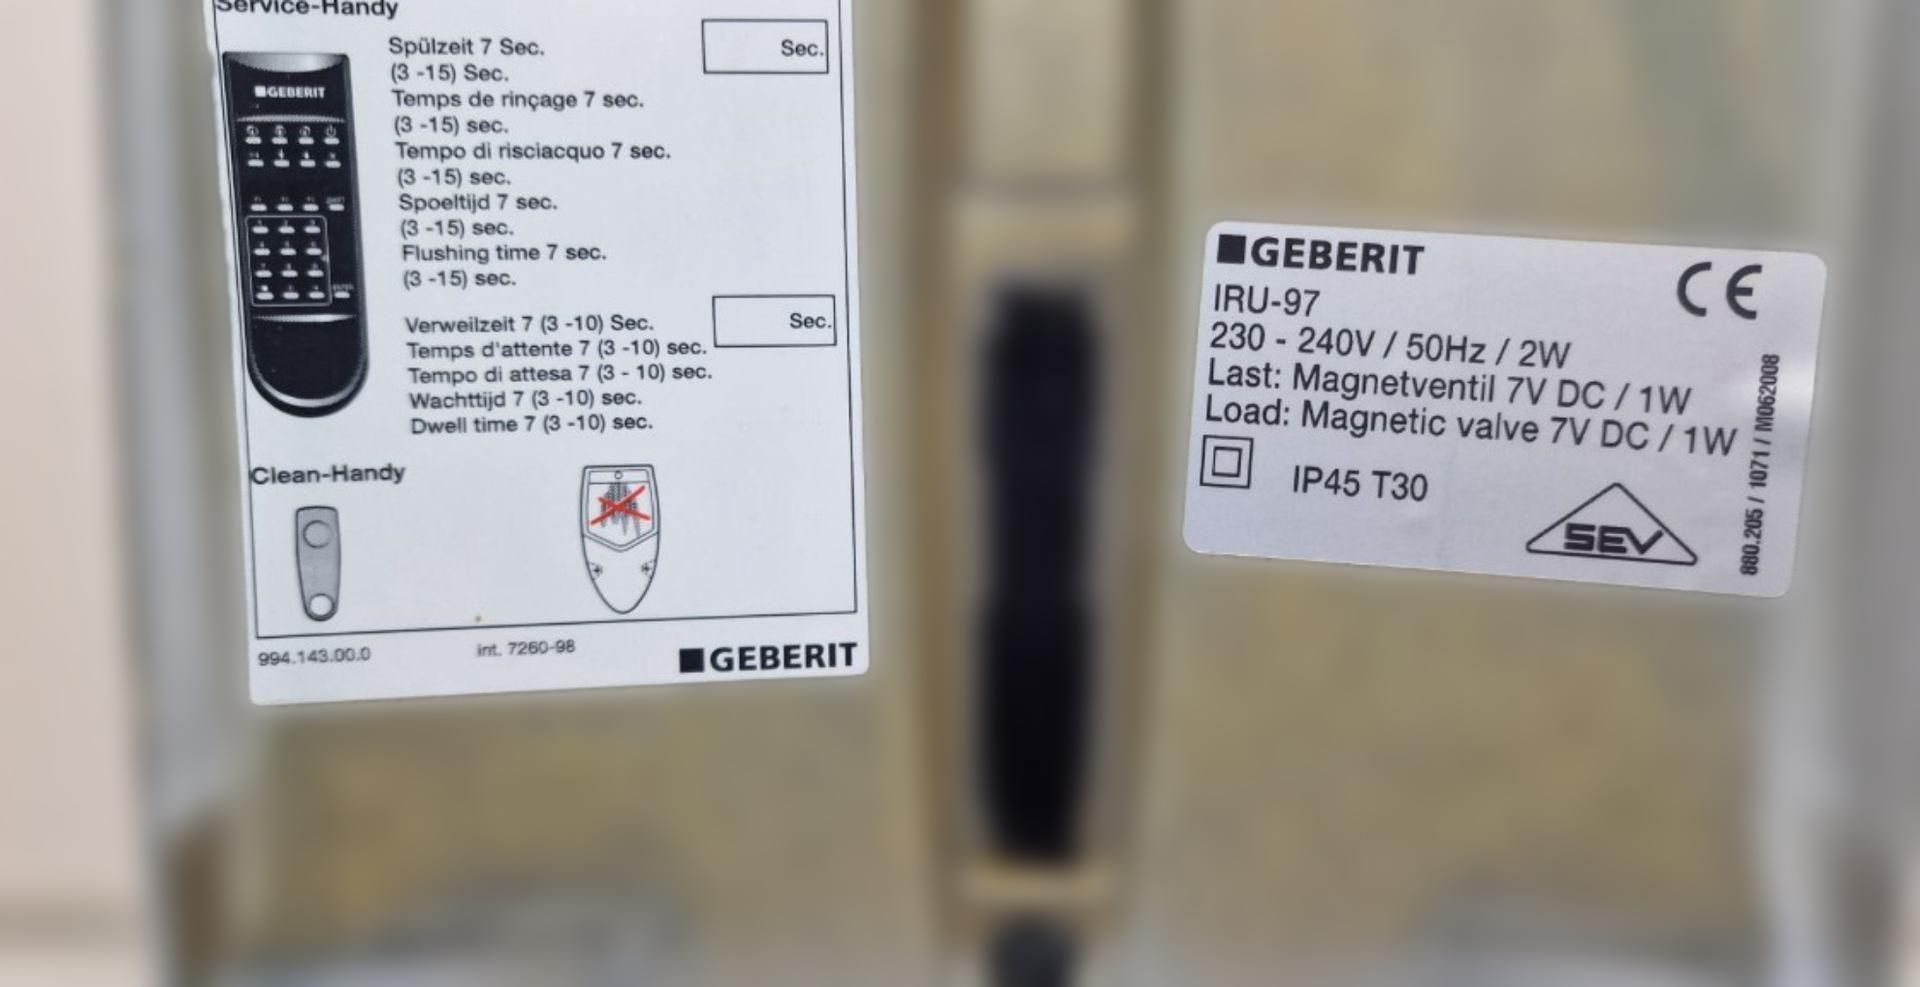 Service-Handy
GEBERIT
Spülzeit 7 Sec.
(3 -15) Sec.
Sec.
Temps de rinçage 7 sec.
(3 -15) sec.
Tempo di risciacquo 7 sec.
(3 -15) sec.
Spoeltijd 7 sec.
(3 -15) sec.
Flushing time 7 sec.
(3 -15) sec.
Verweilzeit 7 (3 -10) Sec.
Sec.
Temps d'attente 7 (3 -10) sec.
Tempo di attesa 7 (3 - 10) sec.
Wachttijd 7 (3 -10) sec.
Dwell time 7 (3 -10) sec.
Clean-Handy
994.143.00.0
int. 7260-98
GEBERIT
GEBERIT
CE
IRU-97
230 - 240V / 50Hz / 2W
Last: Magnetventil 7V DC / 1W
Load: Magnetic valve 7V DC / 1W
IP45 T30
SEV
880.205 / 1071 / M062008